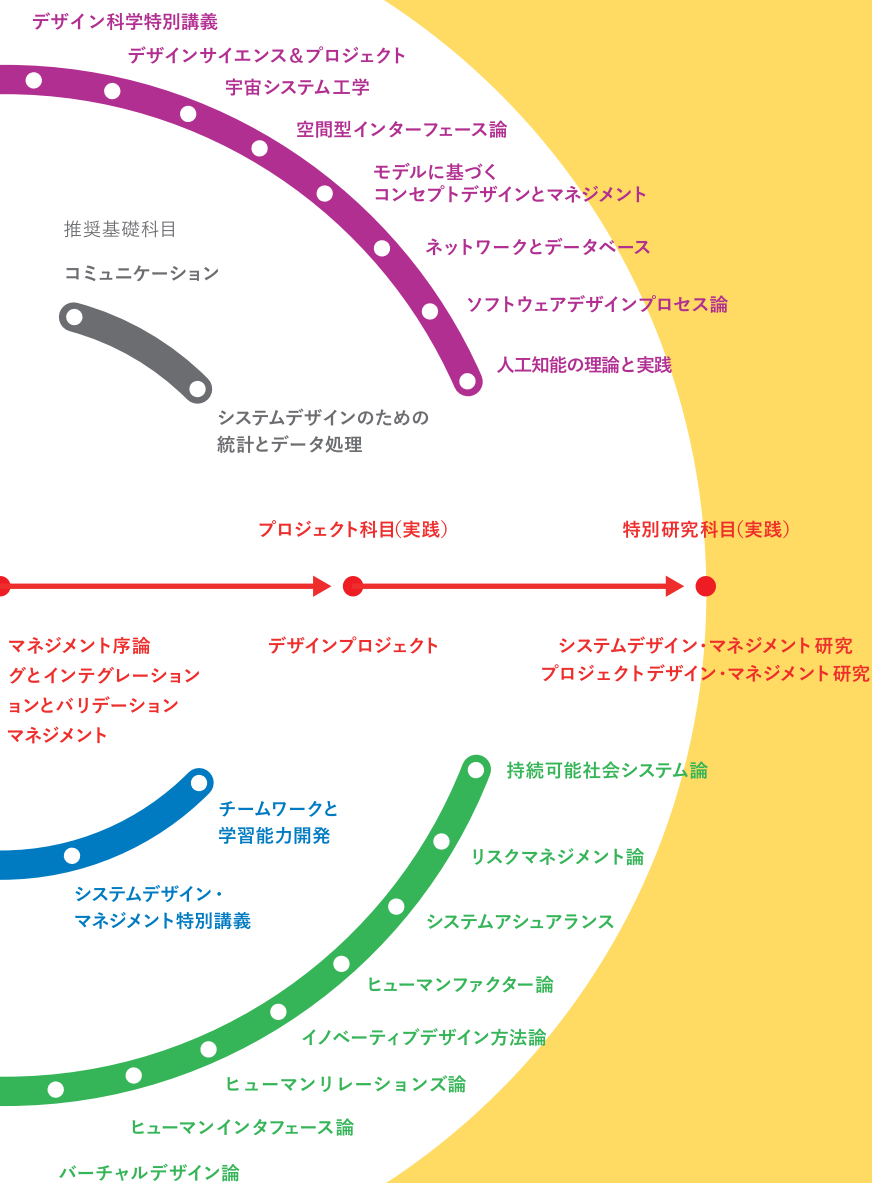 デザイン科学特別講義
デザインサイエンス&プロジェクト
宇宙システム工学
空間型インターフェース論
モデルに基づく
コンセプトデザインとマネジメント
推奨基礎科目
ネットワークとデータベース
コミュニケーション
ソフトウェアデザインプロセス論
人工知能の理論と実践
システムデザインのための
統計とデータ処理
プロジェクト科目(実践)
特別研究科目(実践)
マネジメント序論
グとインテグレーション
ョンとバリデーション
マネジメント
デザインプロジェクト
システムデザイン・マネジメント研究
プロジェクトデザイン・マネジメント研究
持続可能社会システム論
チームワークと
学習能力開発
リスクマネジメント論
システムデザイン・
マネジメント特別講義
システムアシュアランス
ヒューマンファクター論
イノベーティブデザイン方法論
ヒューマンリレーションズ論
ヒューマンインタフェース論
バーチャルデザイン論